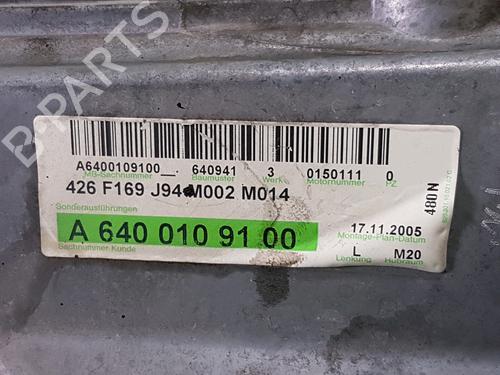 B-PARTS
A6400109100__.
640941
3
0150111
0
MB-Sachnummer
Baumuster
Werk
Motornummer
PZ
426 F169 J94 M002 M014
Sonderausführungen
A 640 010 91 00
Sachnummer Kunde
17.11.2005
Montage-Plan-Datum
L
M20
Lenkung
Hubraum
480N